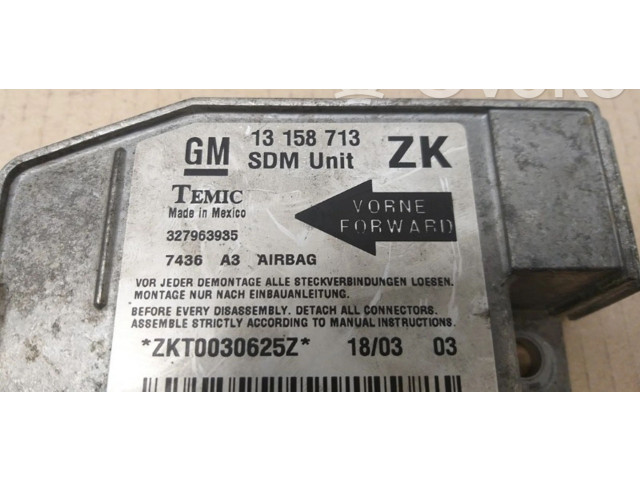 GM 13 158 713 ZK
SDM Unit
TEMIC
Made in Mexico
VORNE
FORWARD
327963935
7436 A3 AIRBAG
VOR JEDER DEMONTAGE ALLE STECKVERBINDUNGEN LOESEN.
MONTAGE NUR NACH EINBAUANLEITUNG.
BEFORE EVERY DISASSEMBLY. DETACH ALL CONNECTORS.
ASSEMBLE STRICTLY ACCORDING TO MANUAL INSTRUCTIONS.
*ZKT0030625Z* 18/03 03